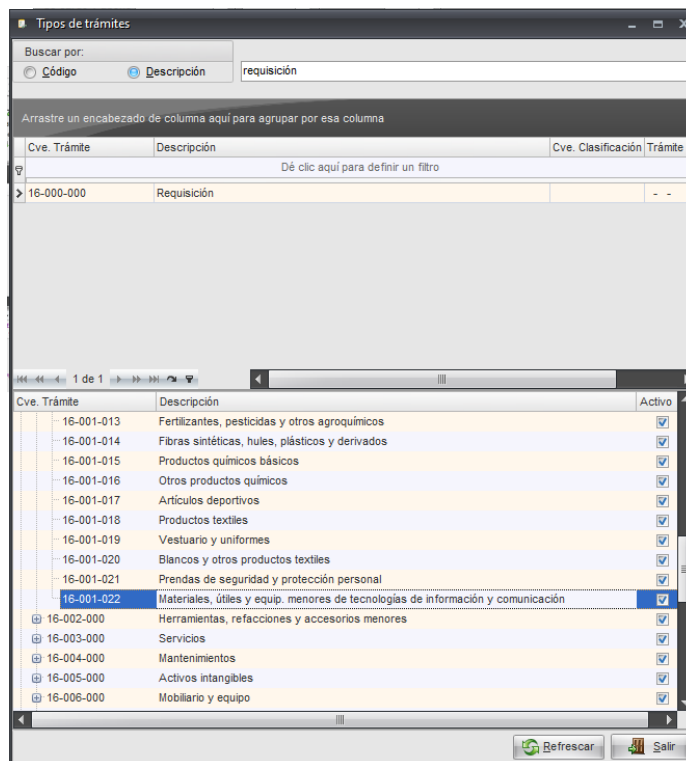 Tipos de trámites
Buscar por:
Código Descripción requisición
Arrastre un encabezado de columna aquí para agrupar por esa columna
Cve. Trámite Descripción Cve. Clasificación Trámite
Dé clic aquí para definir un filtro
16-000-000 Requisición - -
1 de 1
Cve. Trámite Descripción Activo
16-001-013 Fertilizantes, pesticidas y otros agroquímicos
16-001-014 Fibras sintéticas, hules, plásticos y derivados
16-001-015 Productos químicos básicos
16-001-016 Otros productos químicos
16-001-017 Artículos deportivos
16-001-018 Productos textiles
16-001-019 Vestuario y uniformes
16-001-020 Blancos y otros productos textiles
16-001-021 Prendas de seguridad y protección personal
16-001-022 Materiales, útiles y equip. menores de tecnologías de información y comunicación
16-002-000 Herramientas, refacciones y accesorios menores
16-003-000 Servicios
16-004-000 Mantenimientos
16-005-000 Activos intangibles
16-006-000 Mobiliario y equipo
Refrescar Salir